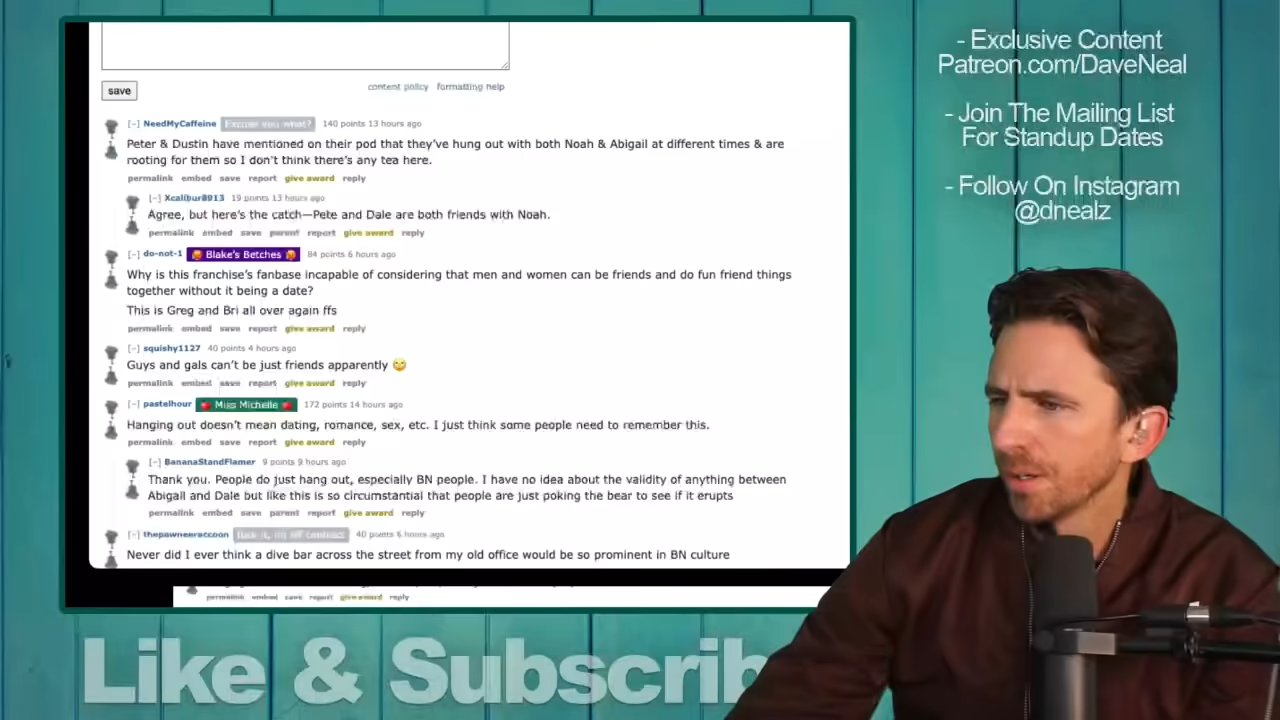 save
content policy formatting help
[-] NeedMyCaffeine Excuse you what? 140 points 13 hours ago
Peter & Dustin have mentioned on their pod that they've hung out with both Noah & Abigail at different times & are
rooting for them so I don't think there's any tea here.
permalink embed save report give award reply
[-] Xcalibur8913 19 points 13 hours ago
Agree, but here's the catch—Pete and Dale are both friends with Noah.
permalink embed save parent report give award reply
[-] do-not-1 Blake's Betches 84 points 6 hours ago
Why is this franchise's fanbase incapable of considering that men and women can be friends and do fun friend things
together without it being a date?
This is Greg and Bri all over again ffs
permalink embed save report give award reply
[-] squishy1127 40 points 4 hours ago
Guys and gals can't be just friends apparently 🙄
permalink embed save report give award reply
[-] pastelhour Miss Michelle 172 points 14 hours ago
Hanging out doesn't mean dating, romance, sex, etc. I just think some people need to remember this.
permalink embed save report give award reply
[-] BananaStandFlamer 9 points 9 hours ago
Thank you. People do just hang out, especially BN people. I have no idea about the validity of anything between
Abigail and Dale but like this is so circumstantial that people are just poking the bear to see if it erupts
permalink embed save parent report give award reply
[-] thepawneeraccoon fuck it, im off contract 40 points 6 hours ago
Never did I ever think a dive bar across the street from my old office would be so prominent in BN culture
permalink embed save report give award reply
- Exclusive Content
Patreon.com/DaveNeal
- Join The Mailing List
For Standup Dates
- Follow On Instagram
@dnealz
Like & Subscrib